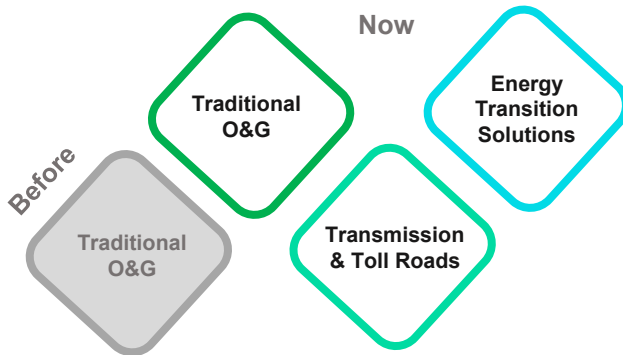 Before
Traditional
O&G
Now
Traditional
O&G
Transmission
& Toll Roads
Energy
Transition
Solutions